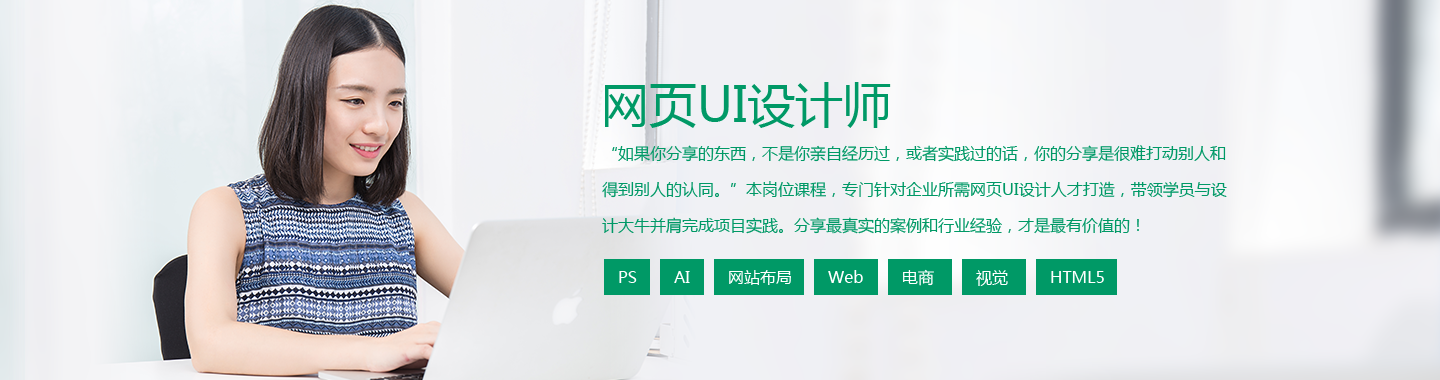 网页UI设计师
“如果你分享的东西，不是你亲自经历过，或者实践过的话，你的分享是很难打动别人和
得到别人的认同。”本岗位课程，专门针对企业所需网页UI设计人才打造，带领学员与设
计大牛并肩完成项目实践。分享最真实的案例和行业经验，才是最有价值的！
PS AI 网站布局 Web 电商 视觉 HTML5